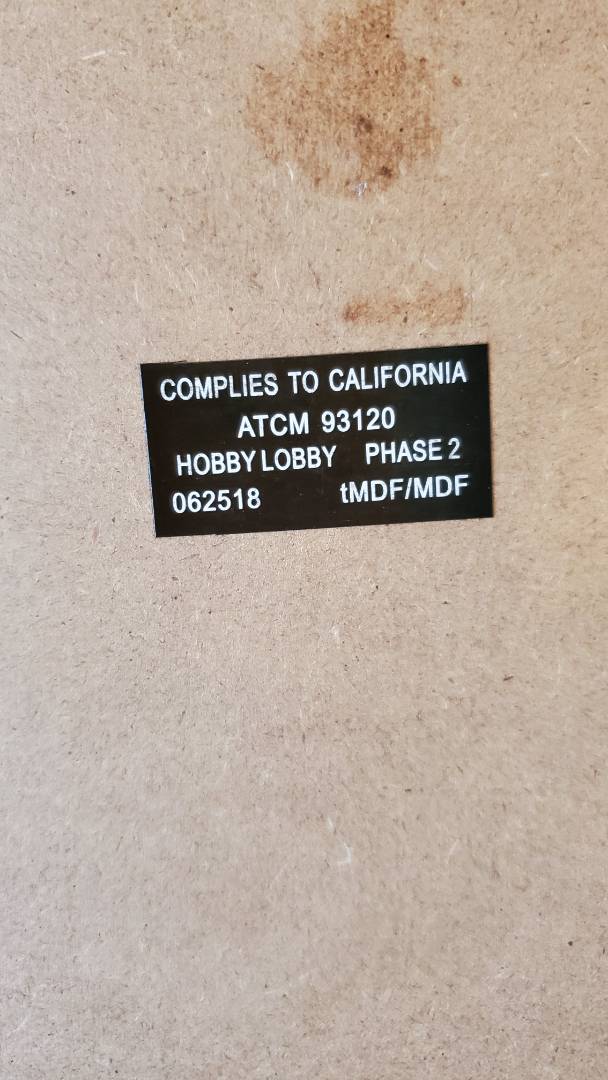 COMPLIES TO CALIFORNIA
ATCM 93120
HOBBY LOBBY PHASE 2
062518 tMDF/MDF